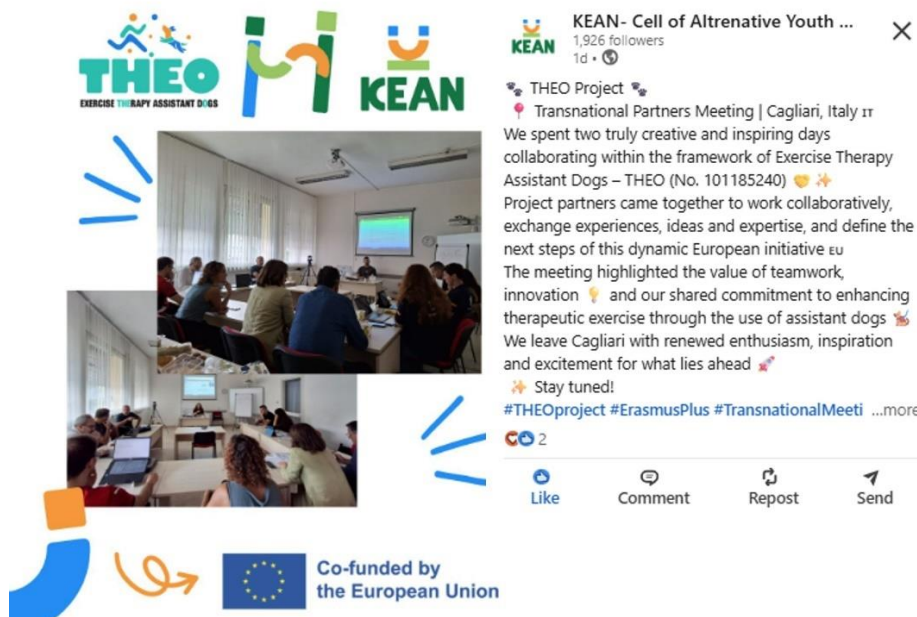 THEO
EXERCISE THERAPY ASSISTANT DOGS
KEAN
Co-funded by
the European Union
KEAN
KEAN- Cell of Altrenative Youth ...
1,926 followers
1d •
🐾 THEO Project 🐾
📍 Transnational Partners Meeting | Cagliari, Italy IT
We spent two truly creative and inspiring days
collaborating within the framework of Exercise Therapy
Assistant Dogs – THEO (No. 101185240) 🤝 ✨
Project partners came together to work collaboratively,
exchange experiences, ideas and expertise, and define the
next steps of this dynamic European initiative EU
The meeting highlighted the value of teamwork,
innovation 💡 and our shared commitment to enhancing
therapeutic exercise through the use of assistant dogs 🐕‍🦺
We leave Cagliari with renewed enthusiasm, inspiration
and excitement for what lies ahead 🚀
✨ Stay tuned!
#THEOproject #ErasmusPlus #TransnationalMeeti ...more
2
Like
Comment
Repost
Send